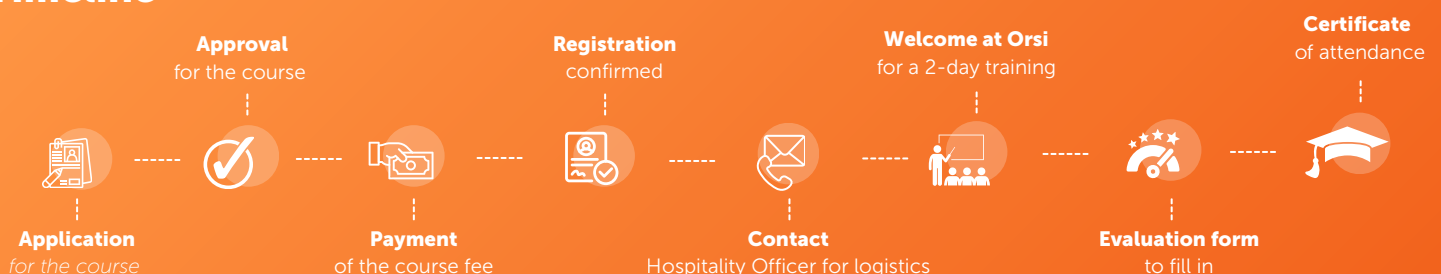 Timeline
Application
for the course
Approval
for the course
Payment
of the course fee
Registration
confirmed
Contact
Hospitality Officer for logistics
Welcome at Orsi
for a 2-day training
Evaluation form
to fill in
Certificate
of attendance